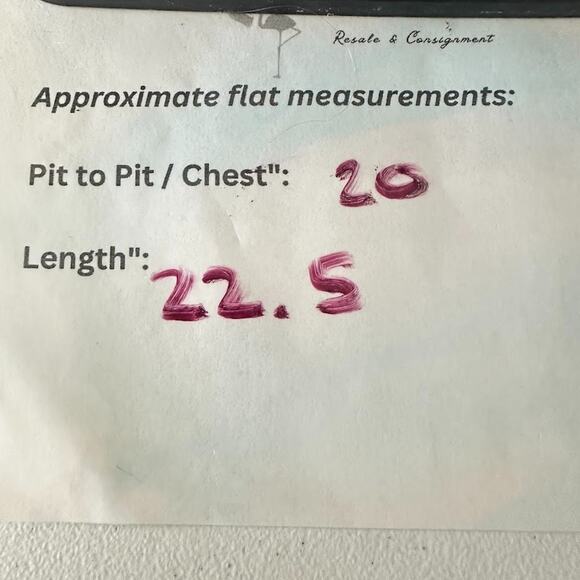 Resale & Consignment
Approximate flat measurements:
Pit to Pit / Chest": 20
Length": 22.5